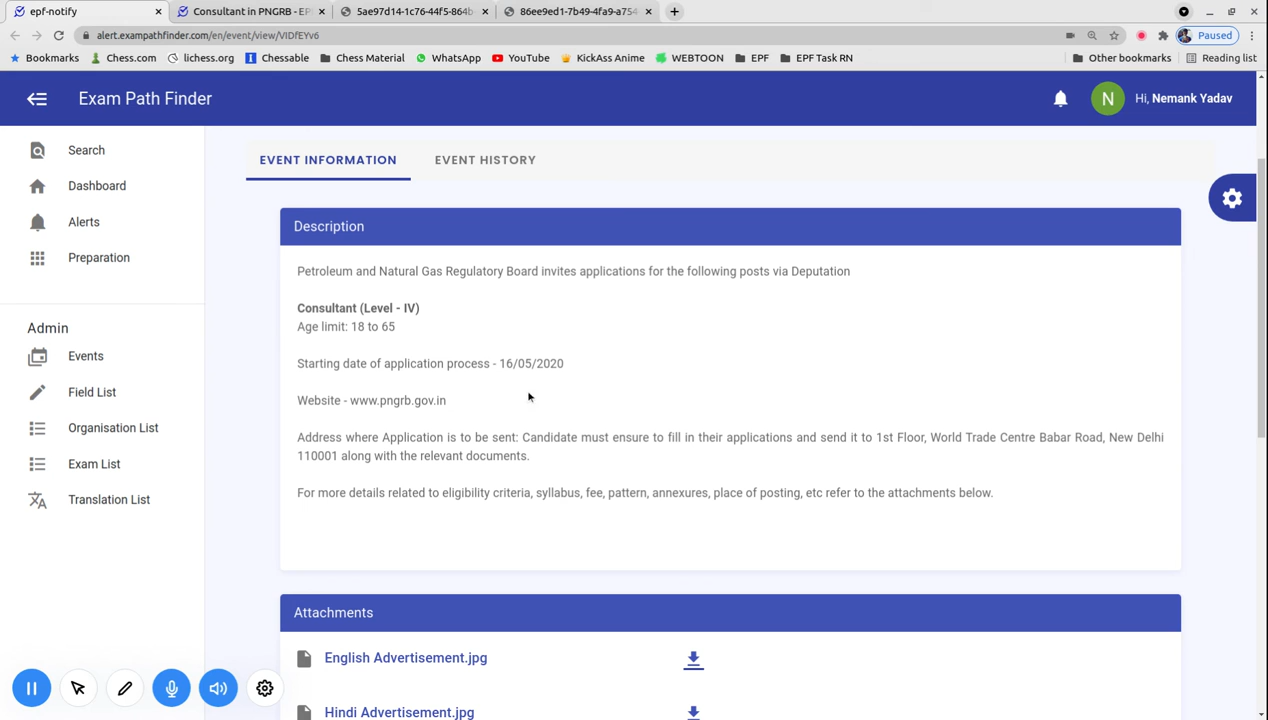 epf-notify
Consultant in PNGRB - EP
5ae97d14-1c76-44f5-864b
86ee9ed1-7b49-4fa9-a754
alert.exampathfinder.com/en/event/view/VIDfEYv6
Paused
Bookmarks Chess.com lichess.org Chessable Chess Material WhatsApp YouTube KickAss Anime WEBTOON EPF EPF Task RN Other bookmarks Reading list
Exam Path Finder
N Hi, Nemank Yadav
Search
Dashboard
Alerts
Preparation
Admin
Events
Field List
Organisation List
Exam List
Translation List
EVENT INFORMATION EVENT HISTORY
Description
Petroleum and Natural Gas Regulatory Board invites applications for the following posts via Deputation
Consultant (Level - IV)
Age limit: 18 to 65
Starting date of application process - 16/05/2020
Website - www.pngrb.gov.in
Address where Application is to be sent: Candidate must ensure to fill in their applications and send it to 1st Floor, World Trade Centre Babar Road, New Delhi
110001 along with the relevant documents.
For more details related to eligibility criteria, syllabus, fee, pattern, annexures, place of posting, etc refer to the attachments below.
Attachments
English Advertisement.jpg
Hindi Advertisement.jpg